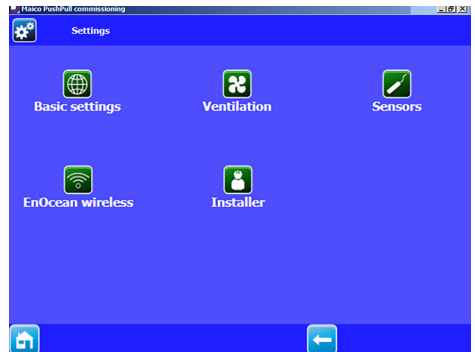 Maico PushPull commissioning
Settings
Basic settings
Ventilation
Sensors
EnOcean wireless
Installer